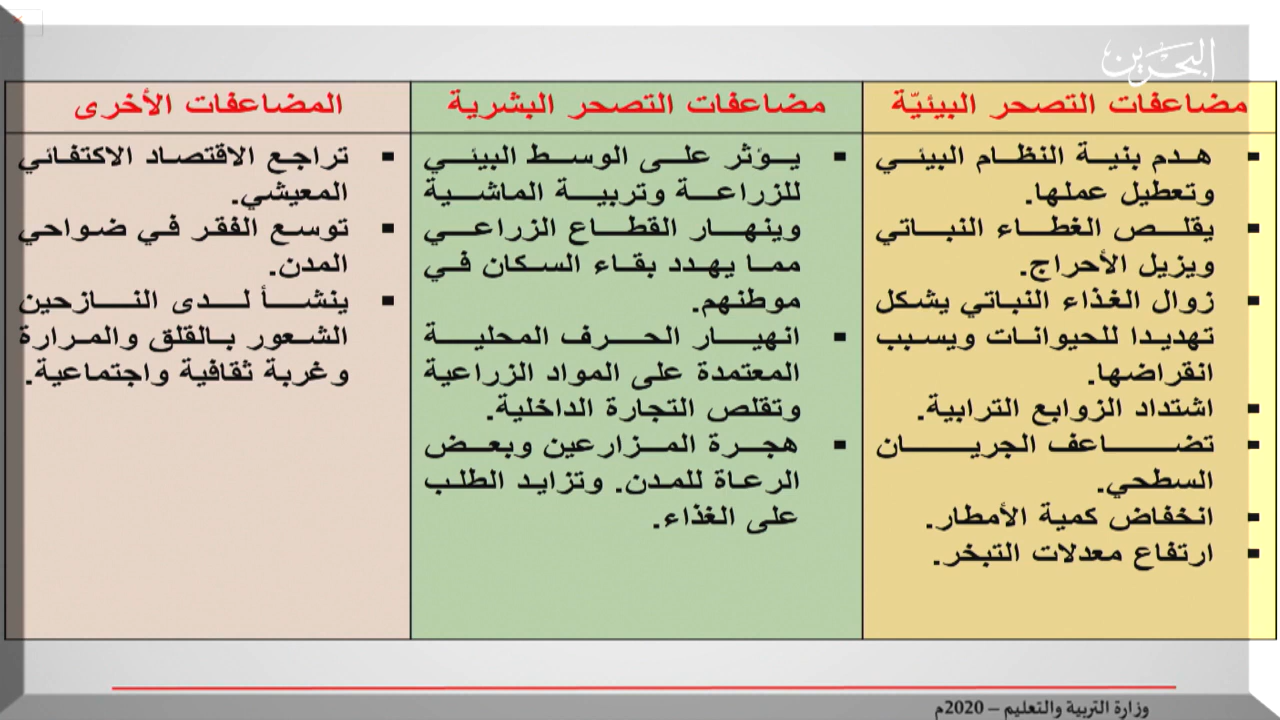 البحرين
مضاعفات التصحر البيئيّة
هدم بنية النظام البيئي
وتعطيل عملها.
يقلص الغطاء النباتي
ويزيل الأحراج.
زوال الغذاء النباتي يشكل
تهديدا للحيوانات ويسبب
انقراضها.
اشتداد الزوابع الترابية.
تضاعف الجريان
السطحي.
انخفاض كمية الأمطار.
ارتفاع معدلات التبخر.
مضاعفات التصحر البشرية
يؤثر على الوسط البيئي
للزراعة وتربية الماشية
وينهار القطاع الزراعي
مما يهدد بقاء السكان في
موطنهم.
انهيار الحرف المحلية
المعتمدة على المواد الزراعية
وتقلص التجارة الداخلية.
هجرة المزارعين وبعض
الرعاة للمدن. وتزايد الطلب
على الغذاء.
المضاعفات الأخرى
تراجع الاقتصاد الاكتفائي
المعيشي.
توسع الفقر في ضواحي
المدن.
ينشأ لدى النازحين
الشعور بالقلق والمرارة
وغربة ثقافية واجتماعية.
وزارة التربية والتعليم – 2020م